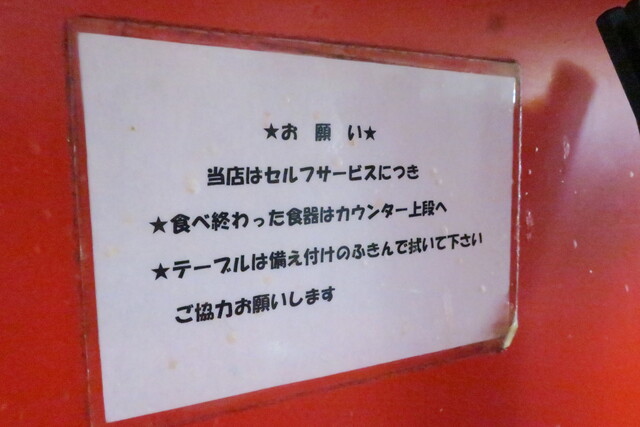 ★お願い★
当店はセルフサービスにつき
★食べ終わった食器はカウンター上段へ
★テーブルは備え付けのふきんで拭いて下さい
ご協力お願いします